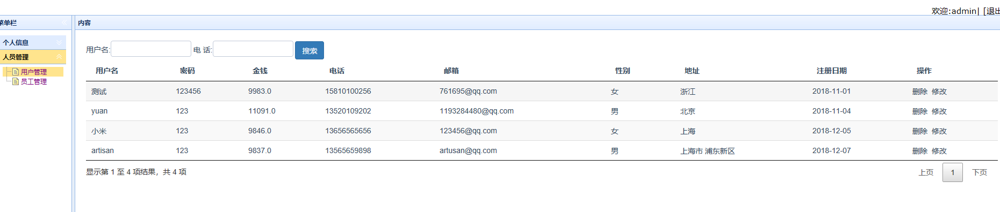 欢迎:admin| [退出
菜单栏
内容
个人信息
人员管理
用户管理
员工管理
用户名: 电 话: 搜索
用户名 密码 金钱 电话 邮箱 性别 地址 注册日期 操作
测试 123456 9983.0 15810100256 761695@qq.com 女 浙江 2018-11-01 删除 修改
yuan 123 11091.0 13520109202 1193284480@qq.com 男 北京 2018-11-04 删除 修改
小米 123 9846.0 13656565656 123456@qq.com 女 上海 2018-12-05 删除 修改
artisan 123 9837.0 13565659898 artusan@qq.com 男 上海市 浦东新区 2018-12-07 删除 修改
显示第 1 至 4 项结果，共 4 项
上页 1 下页